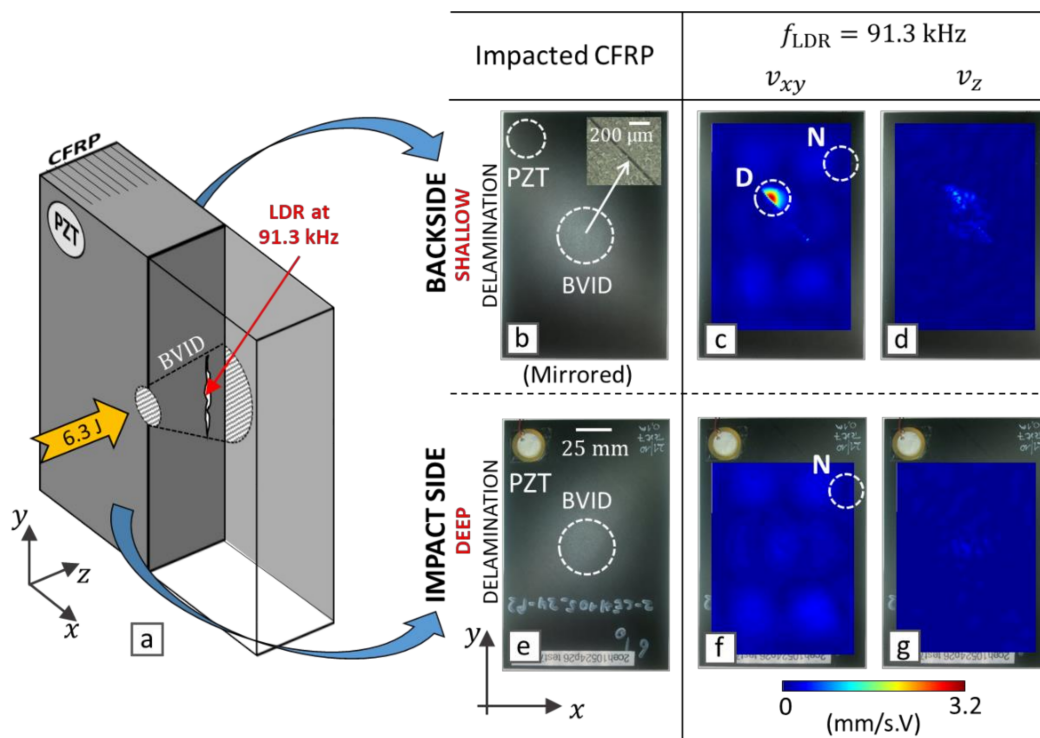 CFRP
PZT
LDR at
91.3 kHz
BVID
6.3 J
y
z
x
a
Impacted CFRP
f_LDR = 91.3 kHz
v_xy
v_z
BACKSIDE
SHALLOW
DELAMINATION
PZT
200 μm
BVID
b
(Mirrored)
D
N
c
d
IMPACT SIDE
DEEP
DELAMINATION
25 mm
PZT
BVID
e
N
f
g
y
x
0
3.2
(mm/s.V)